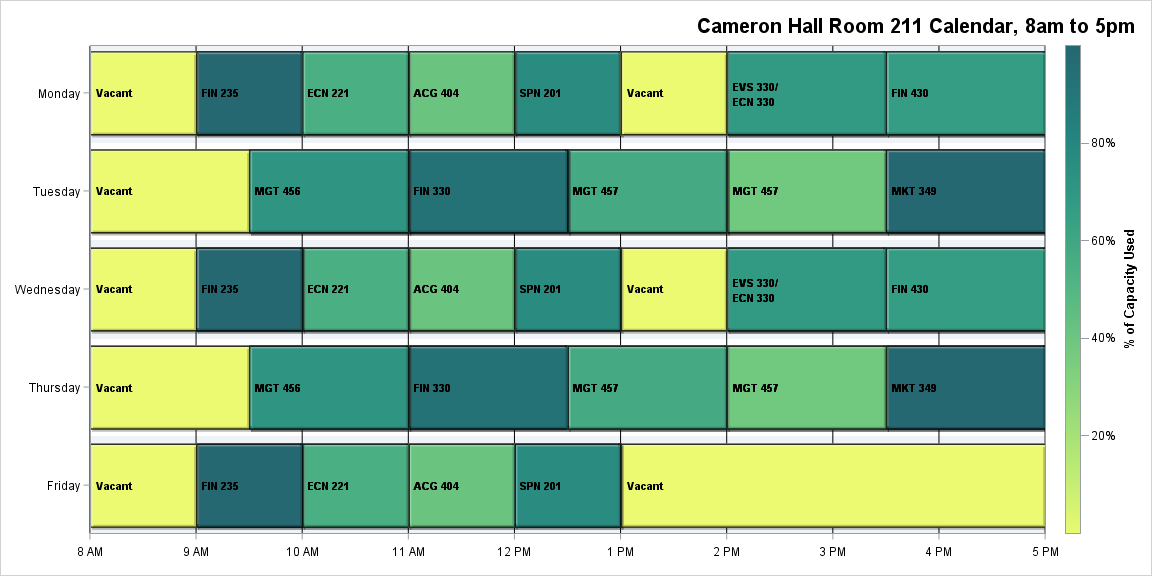 Cameron Hall Room 211 Calendar, 8am to 5pm
Monday
Vacant
FIN 235
ECN 221
ACG 404
SPN 201
Vacant
EVS 330/
ECN 330
FIN 430
Tuesday
Vacant
MGT 456
FIN 330
MGT 457
MGT 457
MKT 349
Wednesday
Vacant
FIN 235
ECN 221
ACG 404
SPN 201
Vacant
EVS 330/
ECN 330
FIN 430
Thursday
Vacant
MGT 456
FIN 330
MGT 457
MGT 457
MKT 349
Friday
Vacant
FIN 235
ECN 221
ACG 404
SPN 201
Vacant
8 AM
9 AM
10 AM
11 AM
12 PM
1 PM
2 PM
3 PM
4 PM
5 PM
80%
60%
40%
20%
% of Capacity Used